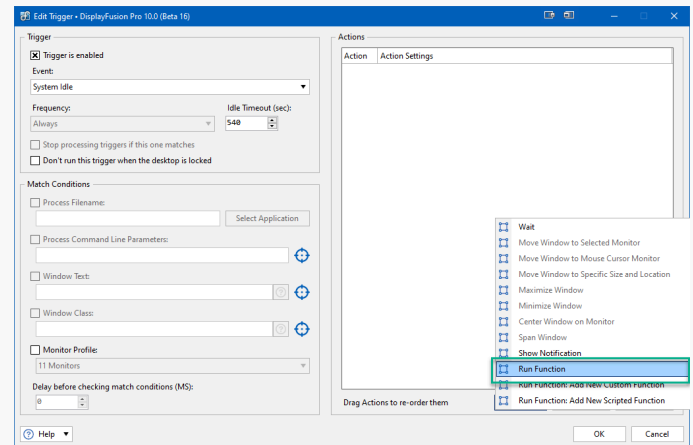 Edit Trigger • DisplayFusion Pro 10.0 (Beta 16)
Trigger
Trigger is enabled
Event:
System Idle
Frequency:
Idle Timeout (sec):
Always
540
Stop processing triggers if this one matches
Don't run this trigger when the desktop is locked
Match Conditions
Process Filename:
Select Application
Process Command Line Parameters:
Window Text:
Window Class:
Monitor Profile:
11 Monitors
Delay before checking match conditions (MS):
0
Help
Actions
Action Action Settings
Wait
Move Window to Selected Monitor
Move Window to Mouse Cursor Monitor
Move Window to Specific Size and Location
Maximize Window
Minimize Window
Center Window on Monitor
Span Window
Show Notification
Run Function
Run Function: Add New Custom Function
Run Function: Add New Scripted Function
Drag Actions to re-order them
OK
Cancel